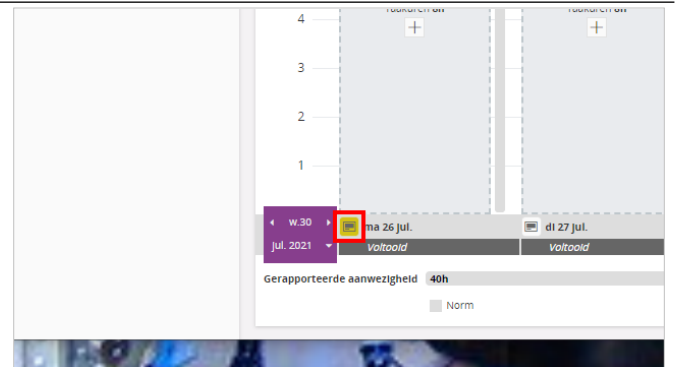 4
3
2
1
w.30
jul. 2021
ma 26 jul.
di 27 jul.
Voltooid
Voltooid
Gerapporteerde aanwezigheid 40h
Norm